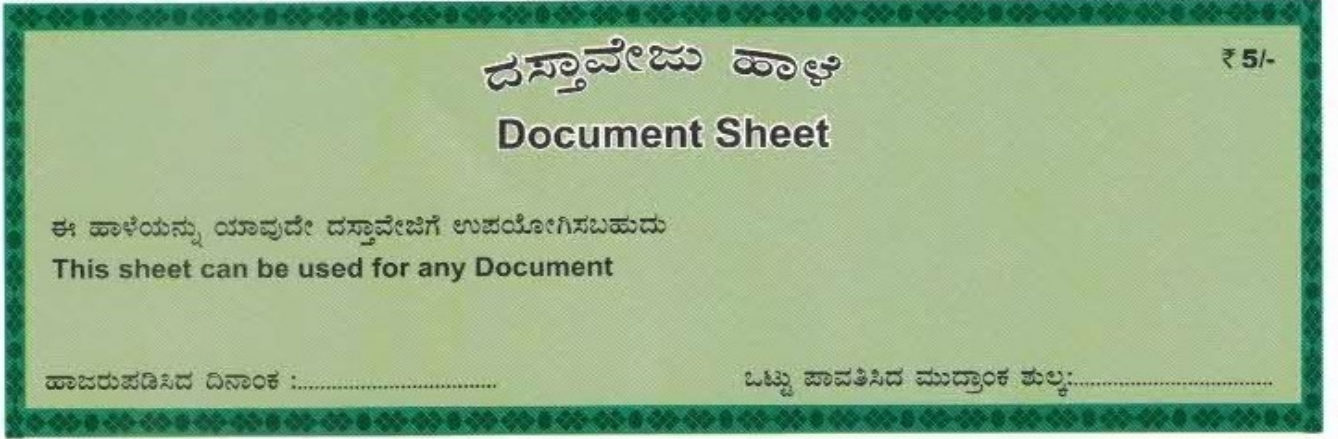 ದಸ್ತಾವೇಜು ಹಾಳೆ
₹ 5/-
Document Sheet
ಈ ಹಾಳೆಯನ್ನು ಯಾವುದೇ ದಸ್ತಾವೇಜಿಗೆ ಉಪಯೋಗಿಸಬಹುದು
This sheet can be used for any Document
ಹಾಜರುಪಡಿಸಿದ ದಿನಾಂಕ :..................................
ಒಟ್ಟು ಪಾವತಿಸಿದ ಮುದ್ರಾಂಕ ಶುಲ್ಕ:..................................